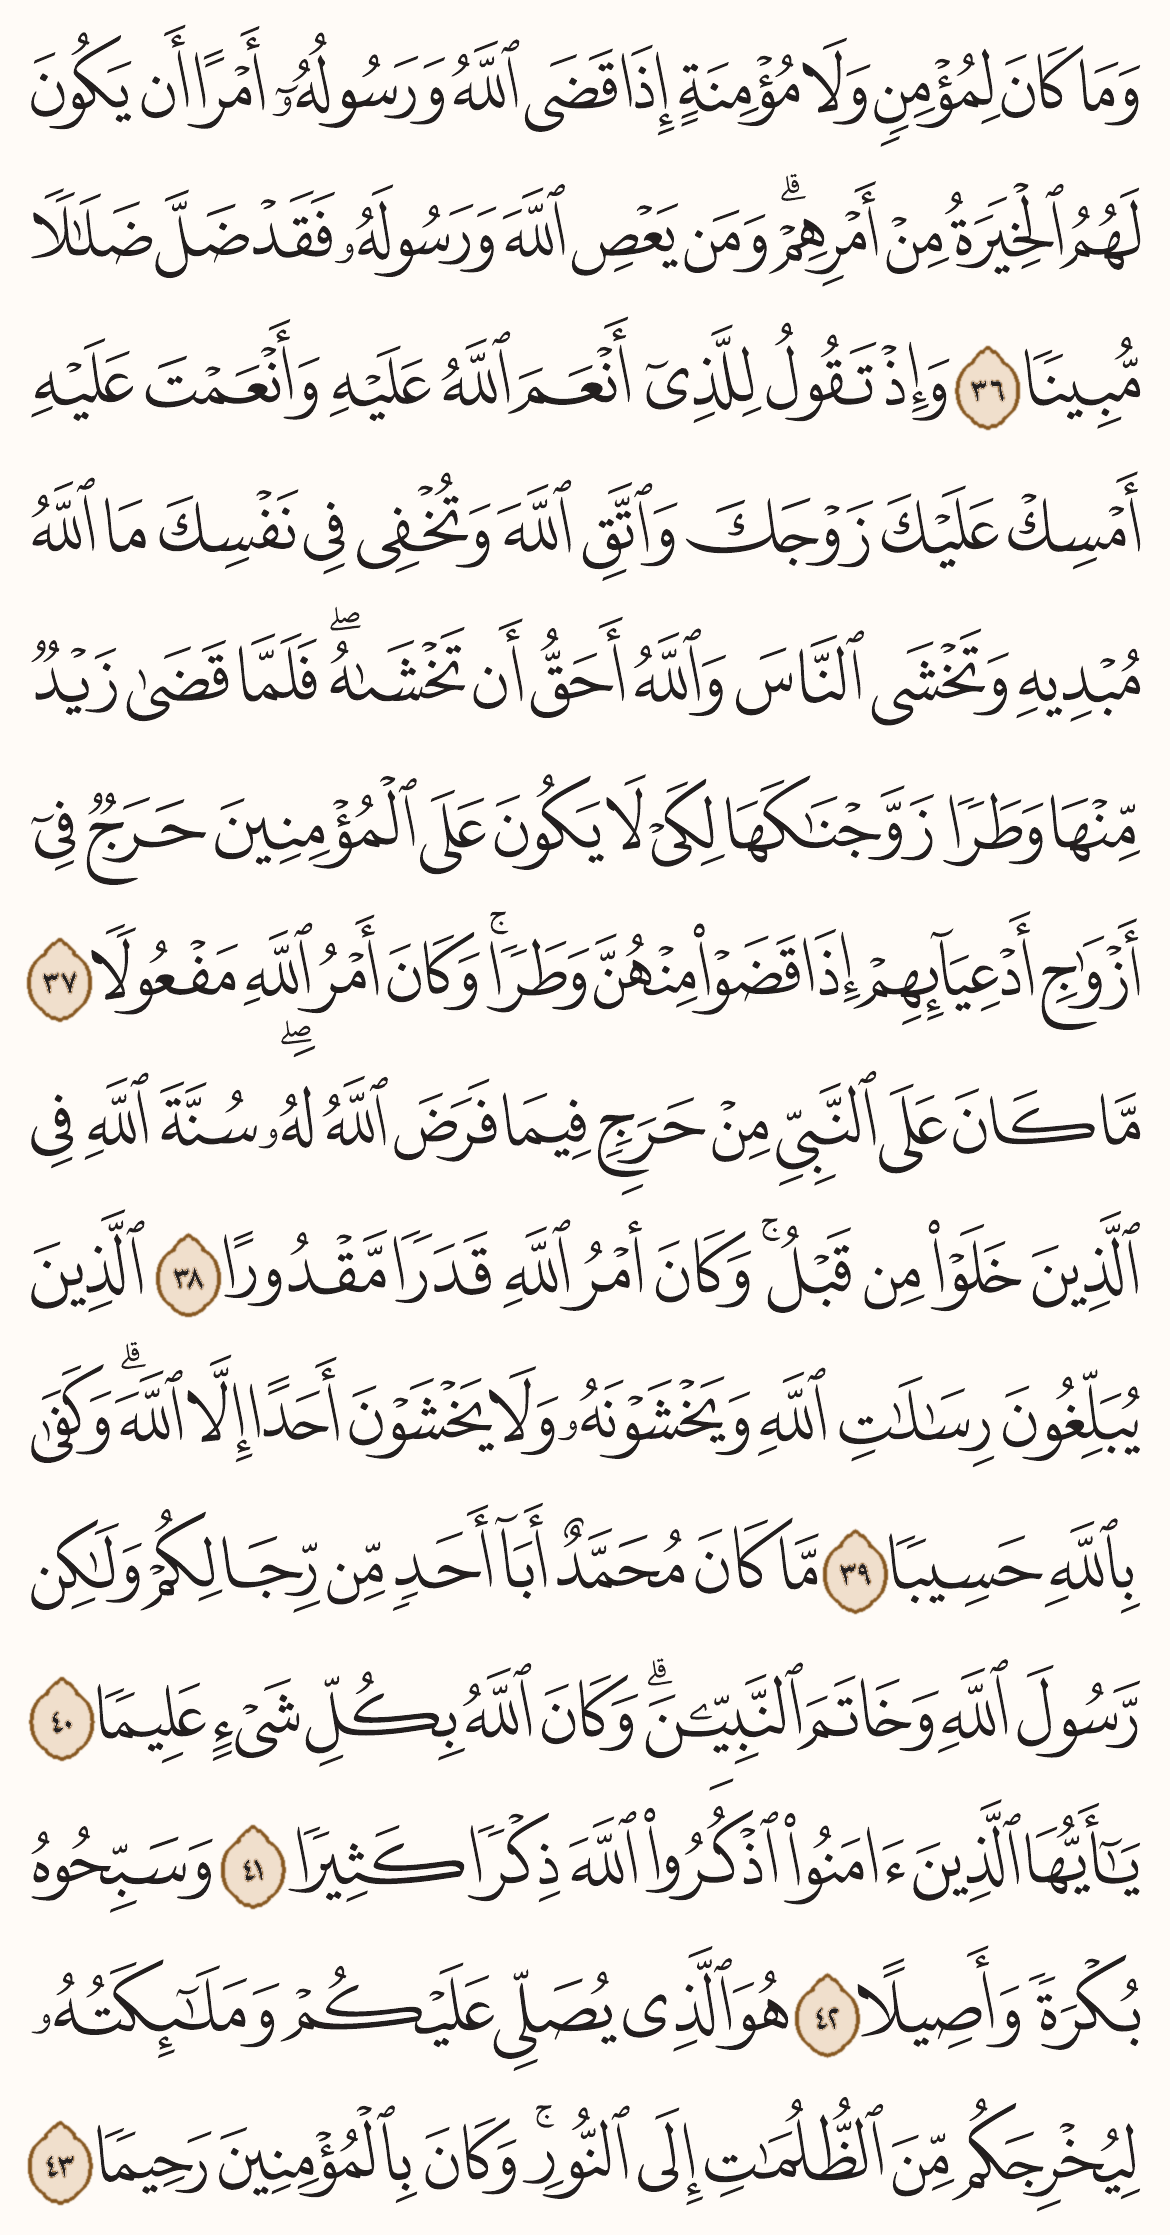 وَمَا كَانَ لِمُؤْمِنٍ وَلَا مُؤْمِنَةٍ إِذَا قَضَى ٱللَّهُ وَرَسُولُهُۥٓ أَمْرًا أَن يَكُونَ
لَهُمُ ٱلْخِيَرَةُ مِنْ أَمْرِهِمْ ۗ وَمَن يَعْصِ ٱللَّهَ وَرَسُولَهُۥ فَقَدْ ضَلَّ ضَلَٰلًا
مُّبِينًا ٣٦ وَإِذْ تَقُولُ لِلَّذِىٓ أَنْعَمَ ٱللَّهُ عَلَيْهِ وَأَنْعَمْتَ عَلَيْهِ
أَمْسِكْ عَلَيْكَ زَوْجَكَ وَٱتَّقِ ٱللَّهَ وَتُخْفِى فِى نَفْسِكَ مَا ٱللَّهُ
مُبْدِيهِ وَتَخْشَى ٱلنَّاسَ وَٱللَّهُ أَحَقُّ أَن تَخْشَىٰهُ ۖ فَلَمَّا قَضَىٰ زَيْدٌ
مِّنْهَا وَطَرًا زَوَّجْنَٰكَهَا لِكَىْ لَا يَكُونَ عَلَى ٱلْمُؤْمِنِينَ حَرَجٌ فِىٓ
أَزْوَٰجِ أَدْعِيَآئِهِمْ إِذَا قَضَوْا۟ مِنْهُنَّ وَطَرًا ۚ وَكَانَ أَمْرُ ٱللَّهِ مَفْعُولًا ٣٧
مَّا كَانَ عَلَى ٱلنَّبِىِّ مِنْ حَرَجٍ فِيمَا فَرَضَ ٱللَّهُ لَهُۥ ۖ سُنَّةَ ٱللَّهِ فِى
ٱلَّذِينَ خَلَوْا۟ مِن قَبْلُ ۚ وَكَانَ أَمْرُ ٱللَّهِ قَدَرًا مَّقْدُورًا ٣٨ ٱلَّذِينَ
يُبَلِّغُونَ رِسَٰلَٰتِ ٱللَّهِ وَيَخْشَوْنَهُۥ وَلَا يَخْشَوْنَ أَحَدًا إِلَّا ٱللَّهَ ۗ وَكَفَىٰ
بِٱللَّهِ حَسِيبًا ٣٩ مَّا كَانَ مُحَمَّدٌ أَبَآ أَحَدٍ مِّن رِّجَالِكُمْ وَلَٰكِن
رَّسُولَ ٱللَّهِ وَخَاتَمَ ٱلنَّبِيِّـۧنَ ۗ وَكَانَ ٱللَّهُ بِكُلِّ شَىْءٍ عَلِيمًا ٤٠
يَٰٓأَيُّهَا ٱلَّذِينَ ءَامَنُوا۟ ٱذْكُرُوا۟ ٱللَّهَ ذِكْرًا كَثِيرًا ٤١ وَسَبِّحُوهُ
بُكْرَةً وَأَصِيلًا ٤٢ هُوَ ٱلَّذِى يُصَلِّى عَلَيْكُمْ وَمَلَٰٓئِكَتُهُۥ
لِيُخْرِجَكُم مِّنَ ٱلظُّلُمَٰتِ إِلَى ٱلنُّورِ ۚ وَكَانَ بِٱلْمُؤْمِنِينَ رَحِيمًا ٤٣